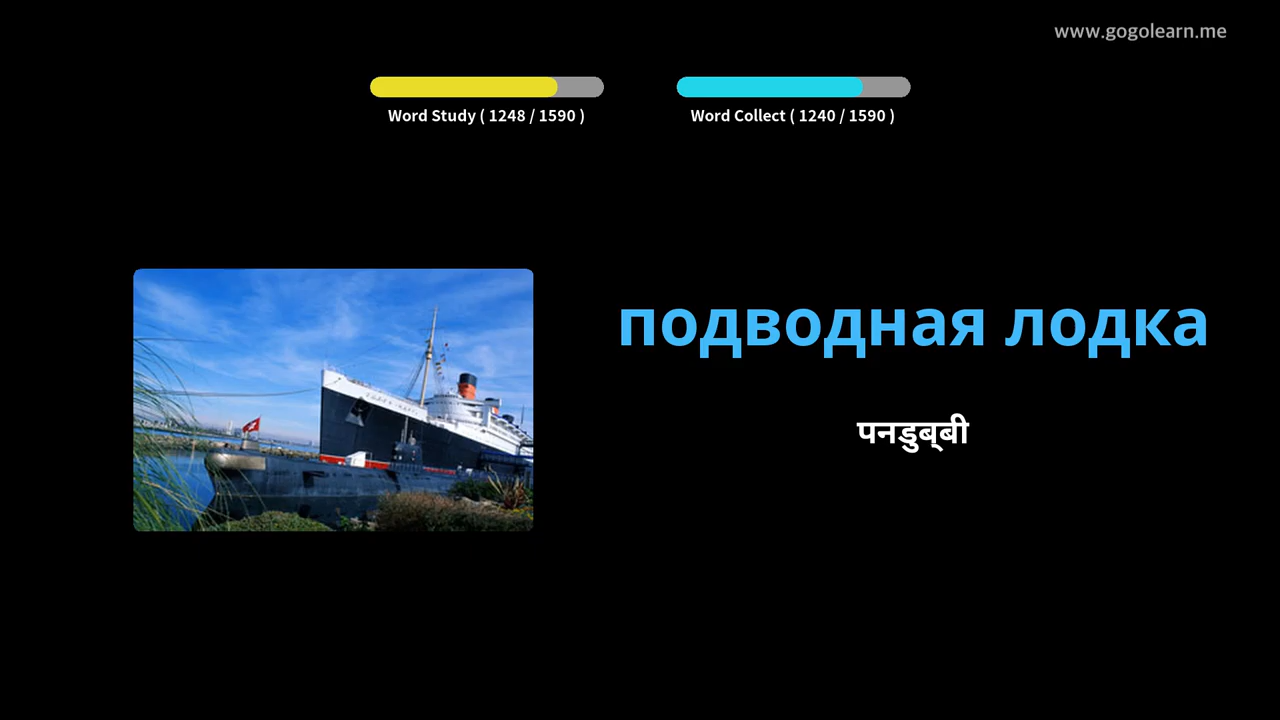 www.gogolearn.me
Word Study ( 1248 / 1590 )
Word Collect ( 1240 / 1590 )
подводная лодка
पनडुब्बी